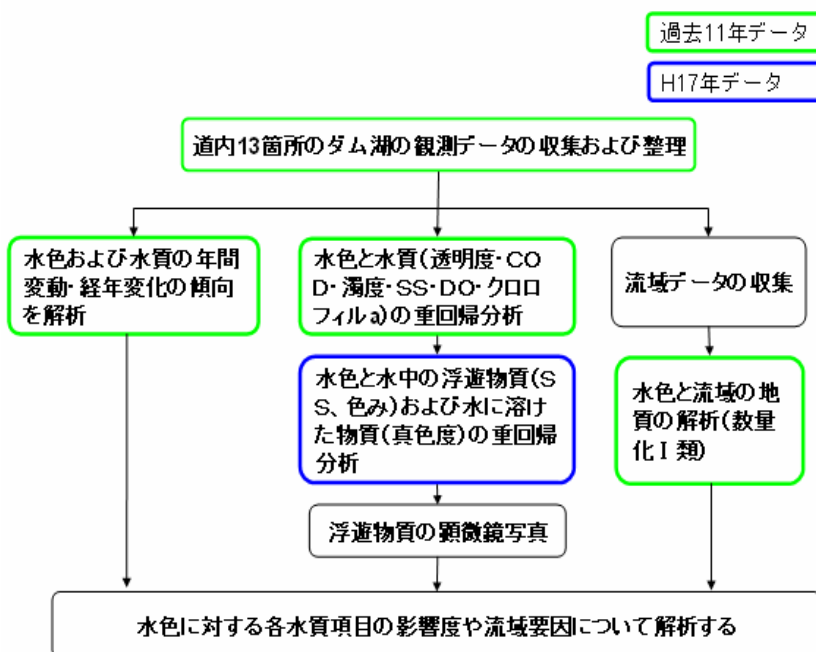 過去11年データ
H17年データ
道内13箇所のダム湖の観測データの収集および整理
水色および水質の年間
変動・経年変化の傾向
を解析
水色と水質(透明度・CO
D・濁度・SS・DO・クロロ
フィルa)の重回帰分析
流域データの収集
水色と水中の浮遊物質(S
S、色み)および水に溶け
た物質(真色度)の重回帰
分析
水色と流域の地
質の解析(数量
化Ⅰ類)
浮遊物質の顕微鏡写真
水色に対する各水質項目の影響度や流域要因について解析する